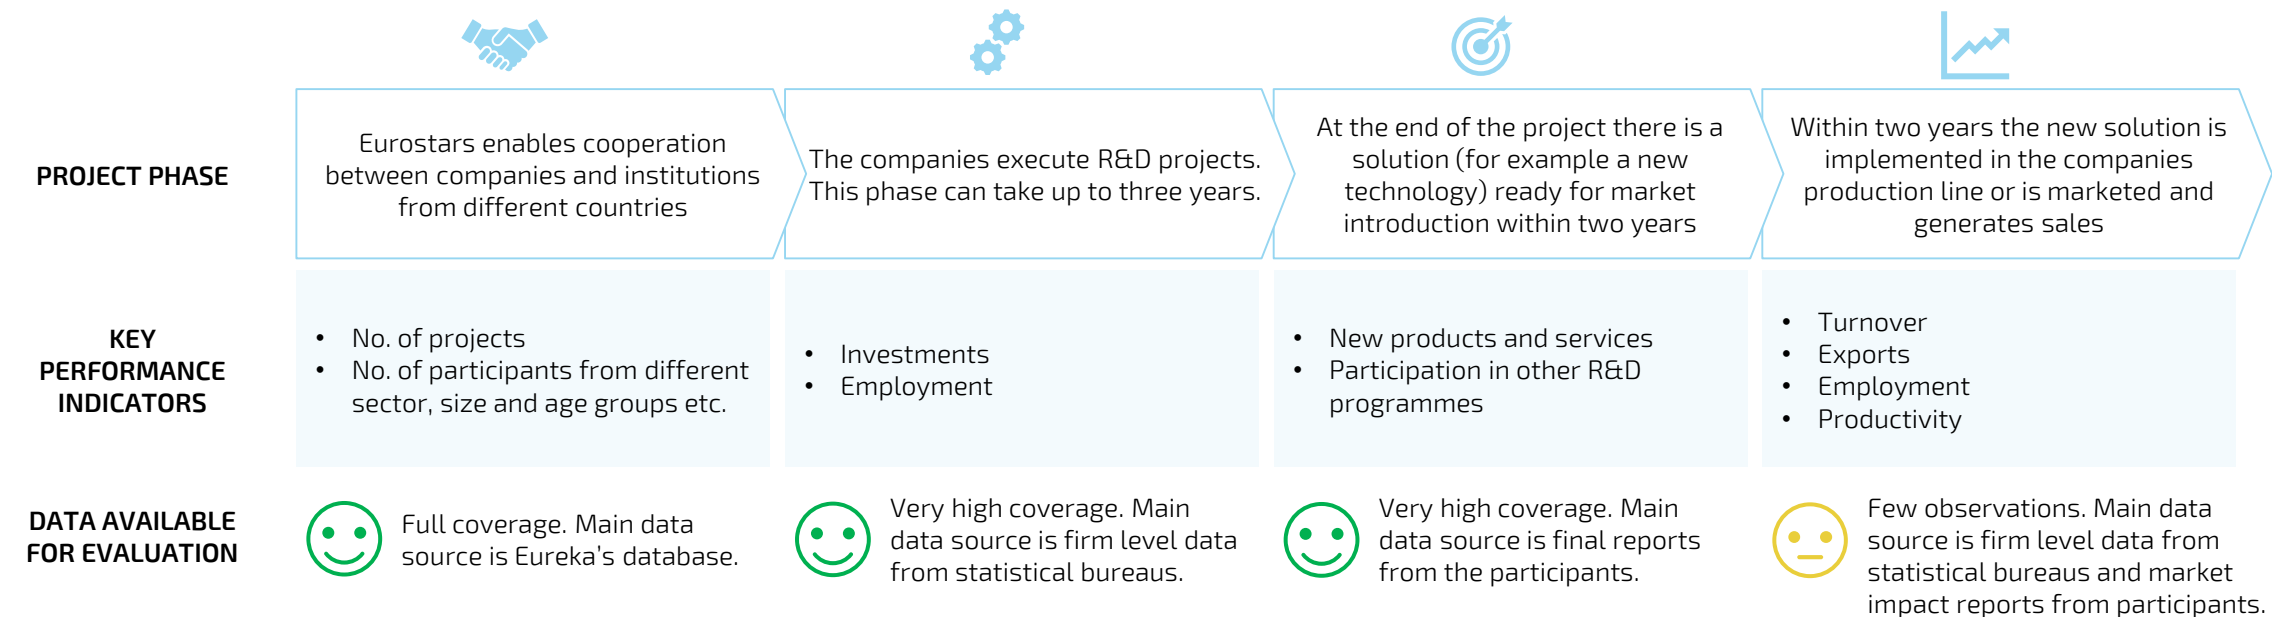 PROJECT PHASE
Eurostars enables cooperation
between companies and institutions
from different countries
The companies execute R&D projects.
This phase can take up to three years.
At the end of the project there is a
solution (for example a new
technology) ready for market
introduction within two years
Within two years the new solution is
implemented in the companies
production line or is marketed and
generates sales
KEY
PERFORMANCE
INDICATORS
• No. of projects
• No. of participants from different
sector, size and age groups etc.
• Investments
• Employment
• New products and services
• Participation in other R&D
programmes
• Turnover
• Exports
• Employment
• Productivity
DATA AVAILABLE
FOR EVALUATION
Full coverage. Main data
source is Eureka’s database.
Very high coverage. Main
data source is firm level data
from statistical bureaus.
Very high coverage. Main
data source is final reports
from the participants.
Few observations. Main data
source is firm level data from
statistical bureaus and market
impact reports from participants.